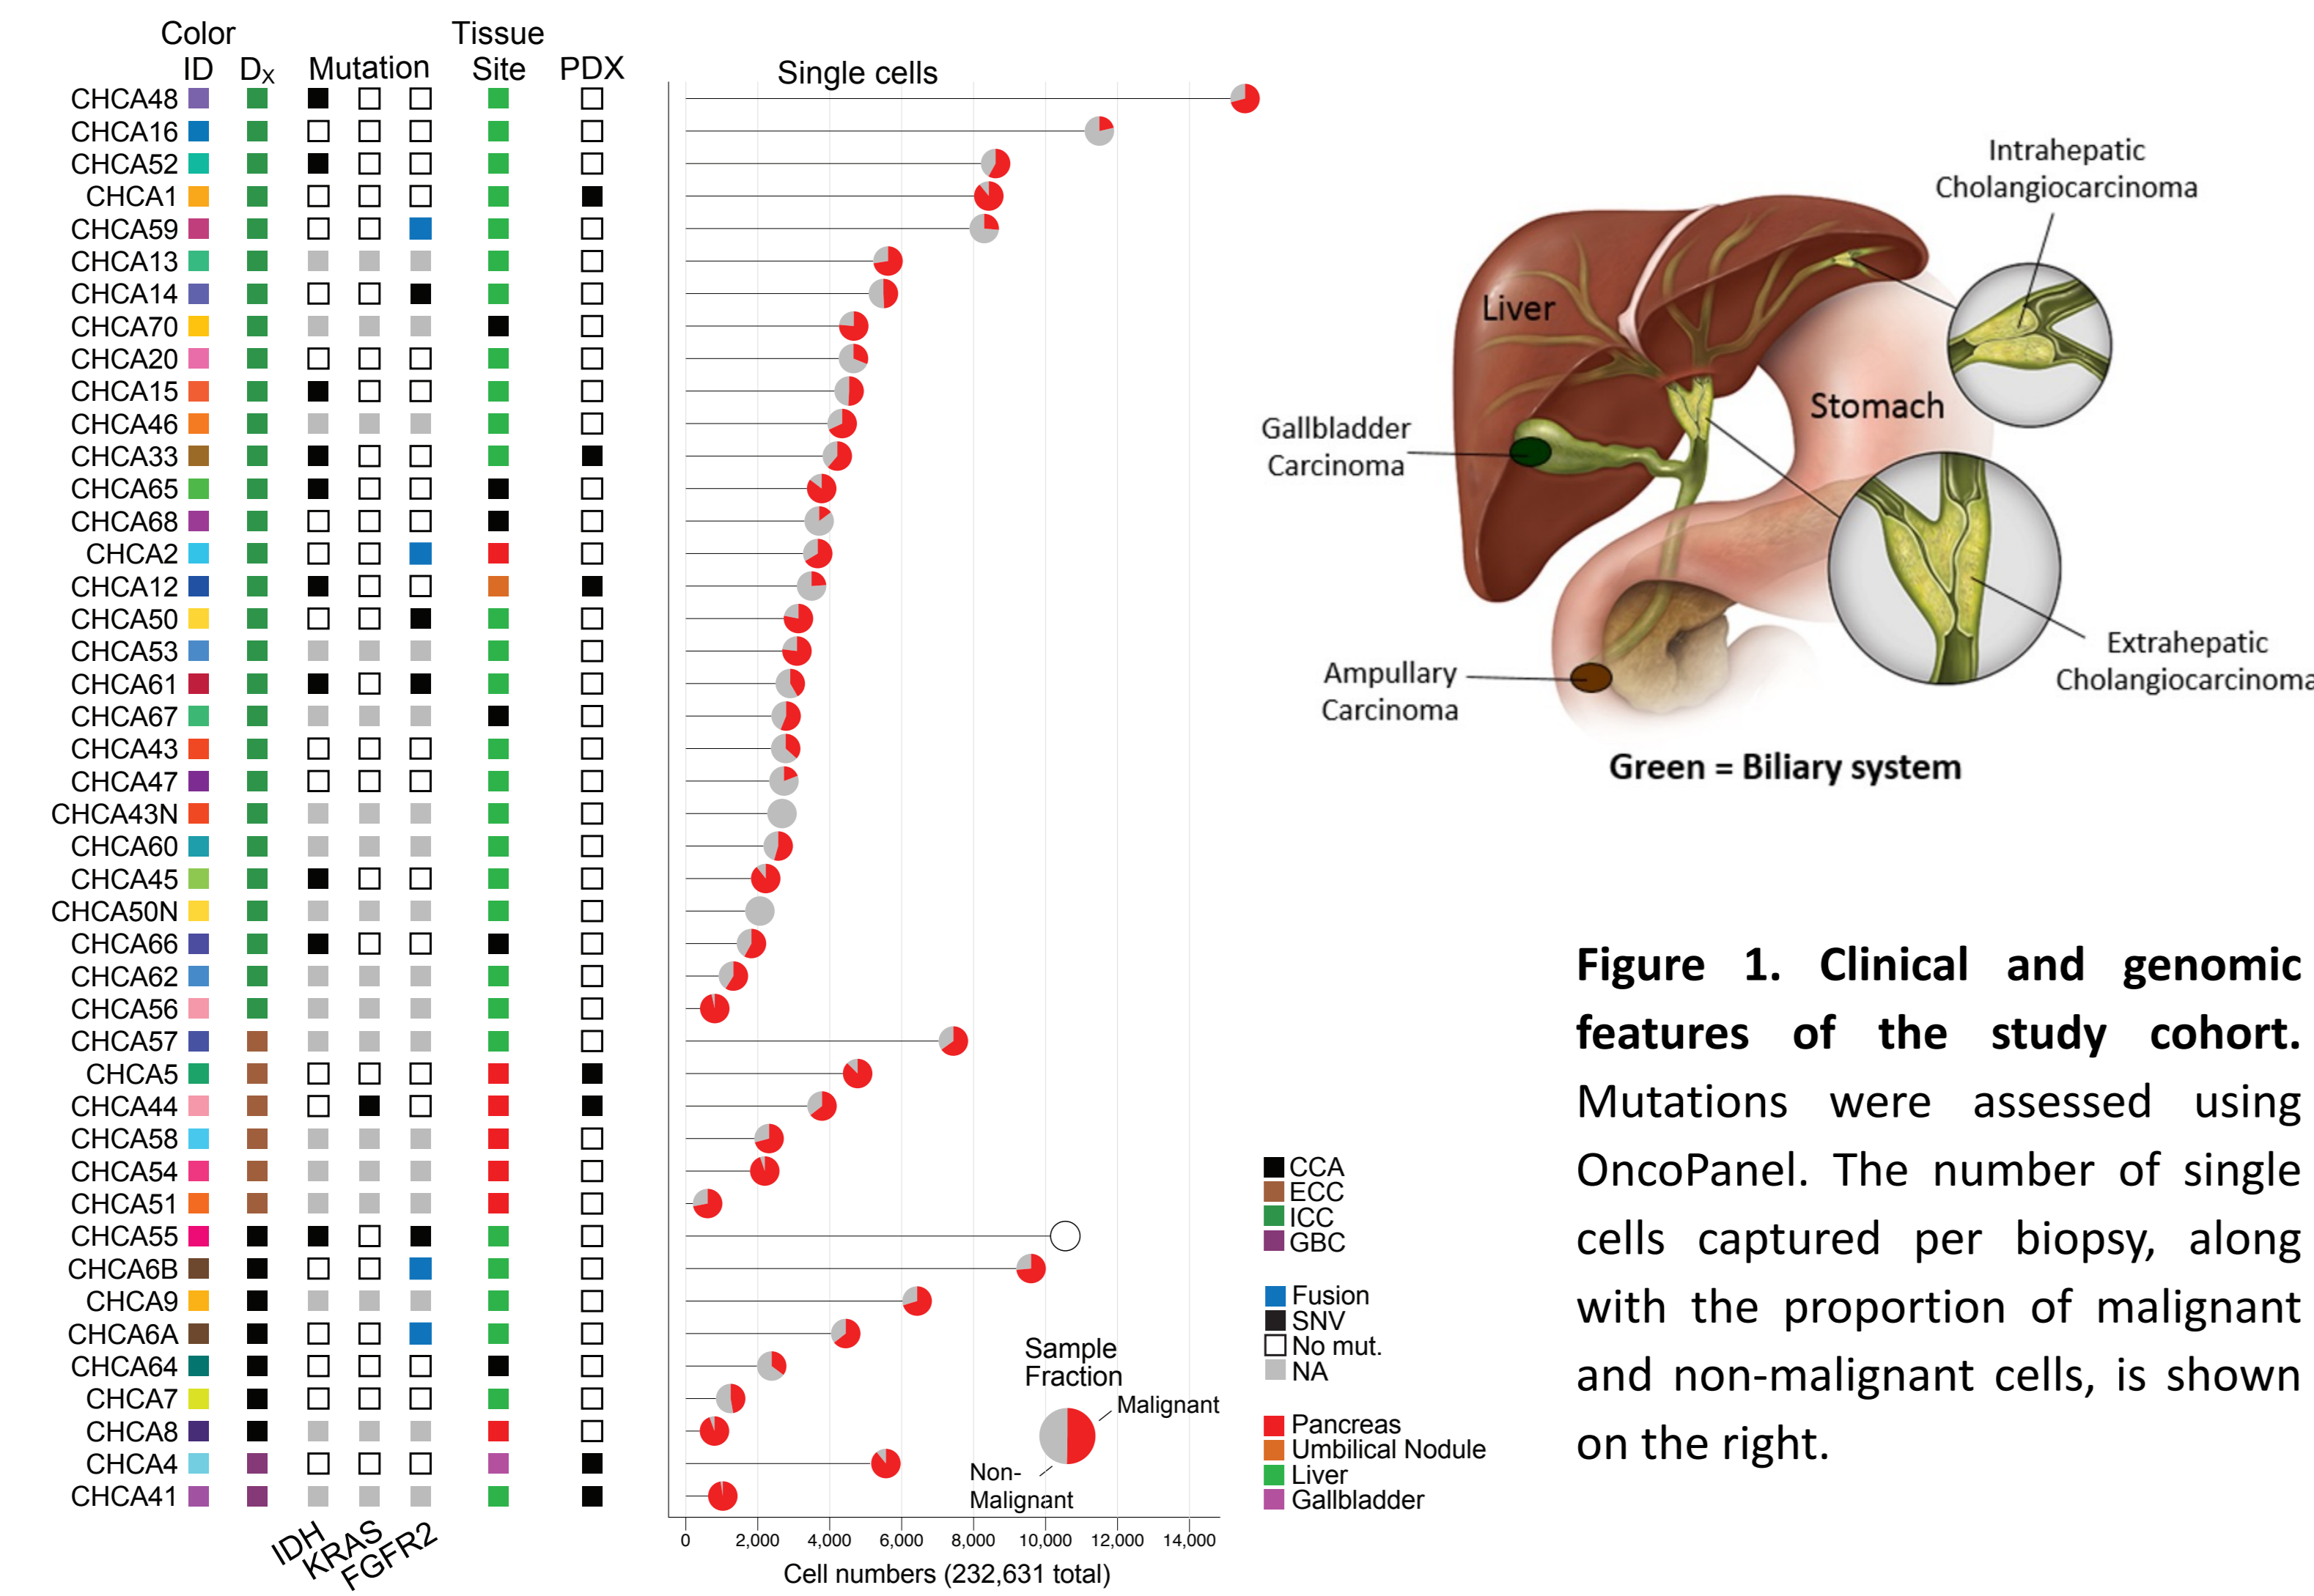 Color
Tissue
ID Dx Mutation Site PDX
Single cells
CHCA48
CHCA16
CHCA52
CHCA1
CHCA59
CHCA13
CHCA14
CHCA70
CHCA20
CHCA15
CHCA46
CHCA33
CHCA65
CHCA68
CHCA2
CHCA12
CHCA50
CHCA53
CHCA61
CHCA67
CHCA43
CHCA47
CHCA43N
CHCA60
CHCA45
CHCA50N
CHCA66
CHCA62
CHCA56
CHCA57
CHCA5
CHCA44
CHCA58
CHCA54
CHCA51
CHCA55
CHCA6B
CHCA9
CHCA6A
CHCA64
CHCA7
CHCA8
CHCA4
CHCA41
IDH
KRAS
FGFR2
Sample
Fraction
Malignant
Non-
Malignant
0 2,000 4,000 6,000 8,000 10,000 12,000 14,000
Cell numbers (232,631 total)
CCA
ECC
ICC
GBC
Fusion
SNV
No mut.
NA
Pancreas
Umbilical Nodule
Liver
Gallbladder
Intrahepatic
Cholangiocarcinoma
Liver
Stomach
Gallbladder
Carcinoma
Extrahepatic
Cholangiocarcinoma
Ampullary
Carcinoma
Green = Biliary system
Figure 1. Clinical and genomic
features of the study cohort.
Mutations were assessed using
OncoPanel. The number of single
cells captured per biopsy, along
with the proportion of malignant
and non-malignant cells, is shown
on the right.